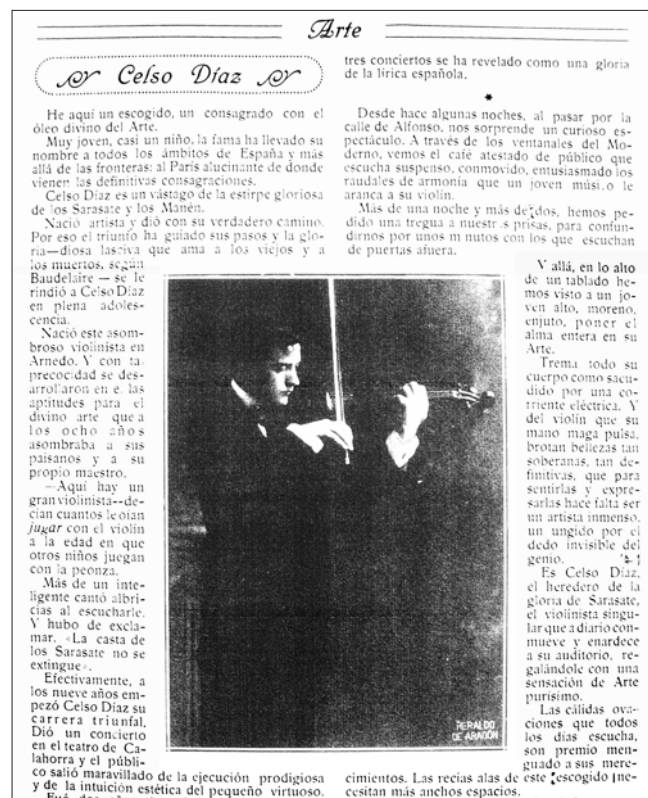 Arte
Celso Díaz
He aquí un escogido, un consagrado con el
óleo divino del Arte.
Muy joven, casi un niño, la fama ha llevado su
nombre a todos los ámbitos de España y más
allá de las fronteras: al París alucinante de donde
vienen las definitivas consagraciones.
Celso Díaz es un vástago de la estirpe gloriosa
de los Sarasate y los Manén.
Nació artista y dió con su verdadero camino.
Por eso el triunfo ha guiado sus pasos y la glo-
ria—diosa lasciva que ama a los viejos y a
los muertos, según
Baudelaire — se le
rindió a Celso Díaz
en plena adoles-
cencia.
Nació este asom-
broso violinista en
Arnedo. Y con ta
precocidad se des-
arrollaron en e. las
aptitudes para el
divino arte que a
los ocho años
asombraba a sus
paisanos y a su
propio maestro.
—Aquí hay un
gran violinista--de-
cían cuantos le oían
jugar con el violín
a la edad en que
otros niños juegan
con la peonza.
Más de un inte-
ligente cantó albri-
cias al escucharle.
Y hubo de excla-
mar. «La casta de
los Sarasate no se
extingue».
Efectivamente, a
los nueve años em-
pezó Celso Díaz su
carrera triunfal.
Dió un concierto
en el teatro de Ca-
lahorra y el públi-
co salió maravillado de la ejecución prodigiosa
y de la intuición estética del pequeño virtuoso.
tres conciertos se ha revelado como una gloria
de la lírica española.
*
Desde hace algunas noches, al pasar por la
calle de Alfonso, nos sorprende un curioso es-
pectáculo. A través de los ventanales del Mo-
derno, vemos el café atestado de público que
escucha suspenso, conmovido, entusiasmado los
raudales de armonía que un joven músi.o le
aranca a su violín.
Más de una noche y más de dos, hemos pe-
dido una tregua a nuestr.s prisas, para confun-
dirnos por unos m nutos con los que escuchan
de puertas afuera.
Y allá, en lo alto
de un tablado he-
mos visto a un jo-
ven alto, moreno,
enjuto, poner el
alma entera en su
Arte.
Trema todo su
cuerpo como sacu-
dido por una co-
rriente eléctrica. Y
del violín que su
mano maga pulsa,
brotan bellezas tan
soberanas, tan de-
finitivas, que para
sentirlas y expre-
sarlas hace falta ser
un artista inmenso,
un ungido por el
dedo invisible del
genio.
Es Celso Díaz,
el heredero de la
gloria de Sarasate,
el violinista singu-
lar que a diario con-
mueve y enardece
a su auditorio, re-
galándole con una
sensación de Arte
purísimo.
Las cálidas ova-
ciones que todos
los días escucha,
son premio men-
guado a sus mere-
cimientos. Las recias alas de este escogido ne-
cesitan más anchos espacios.
HERALDO
DE ARAGÓN